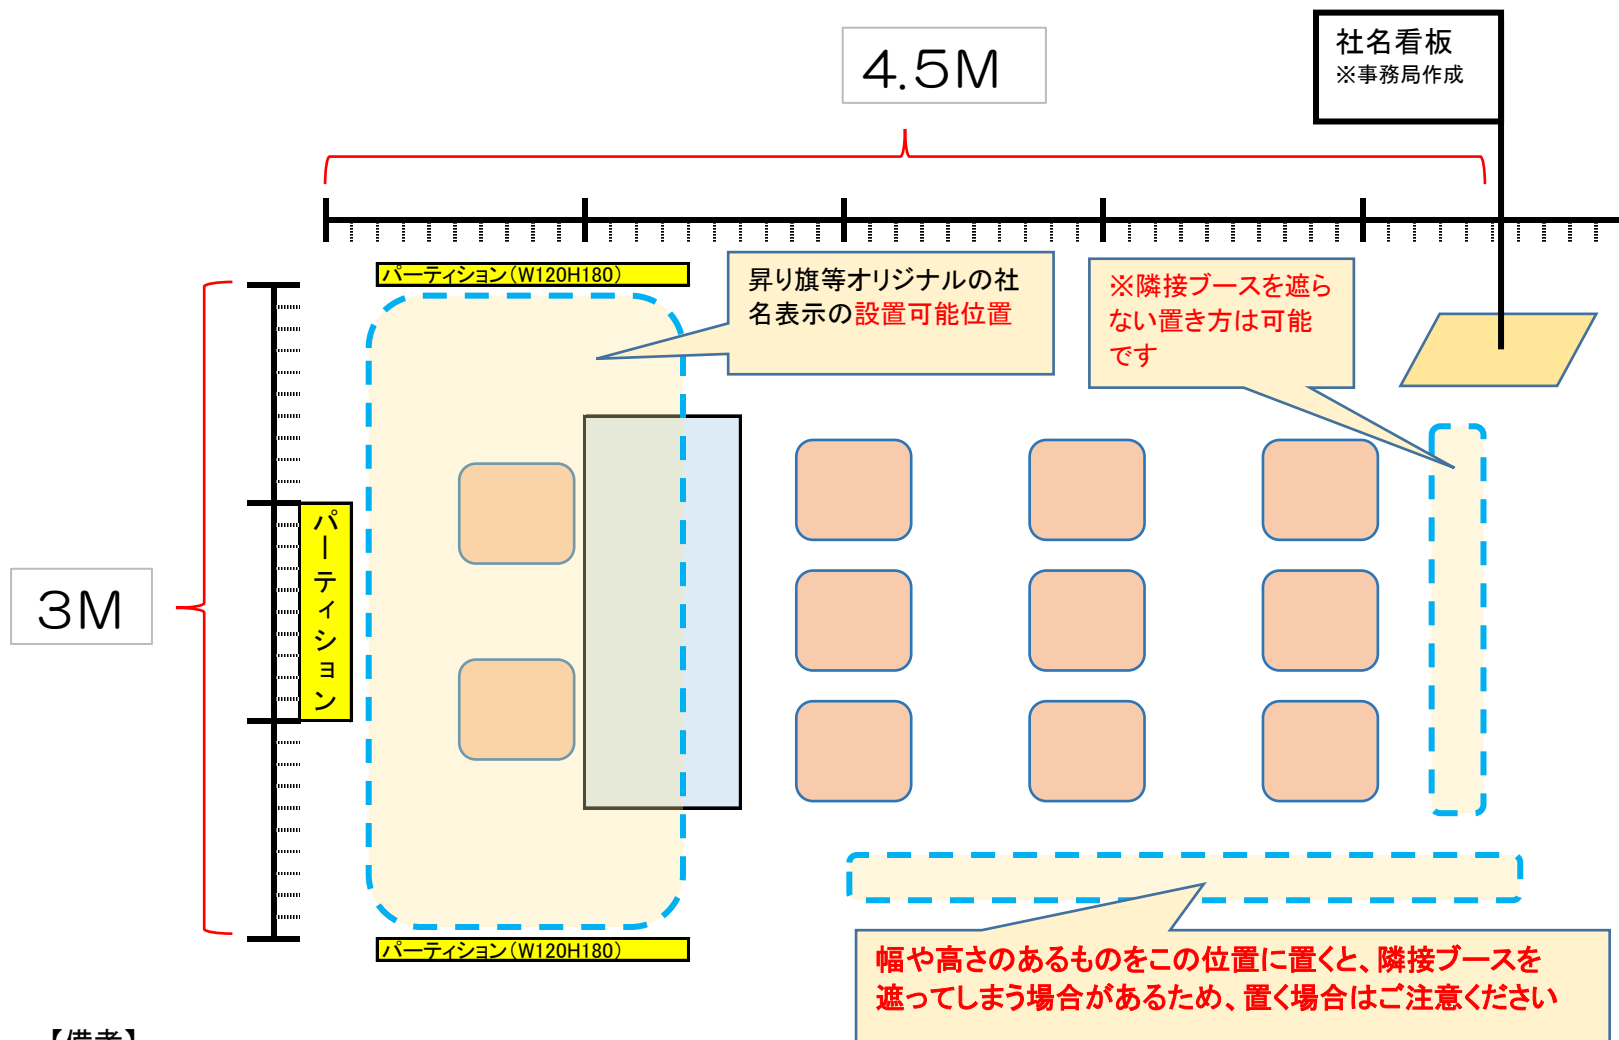 社名看板
※事務局作成
4.5M
パーティション(W120H180)
昇り旗等オリジナルの社
名表示の設置可能位置
※隣接ブースを遮ら
ない置き方は可能
です
パーティション
3M
パーティション(W120H180)
幅や高さのあるものをこの位置に置くと、隣接ブースを
遮ってしまう場合があるため、置く場合はご注意ください
【備考】